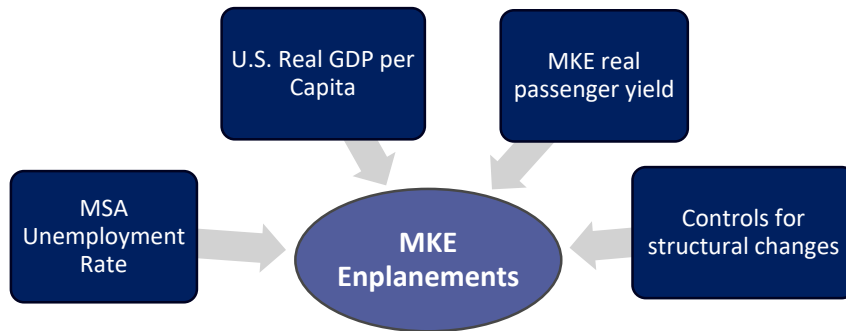 U.S. Real GDP per
Capita
MKE real
passenger yield
MSA
Unemployment
Rate
MKE
Enplanements
Controls for
structural changes